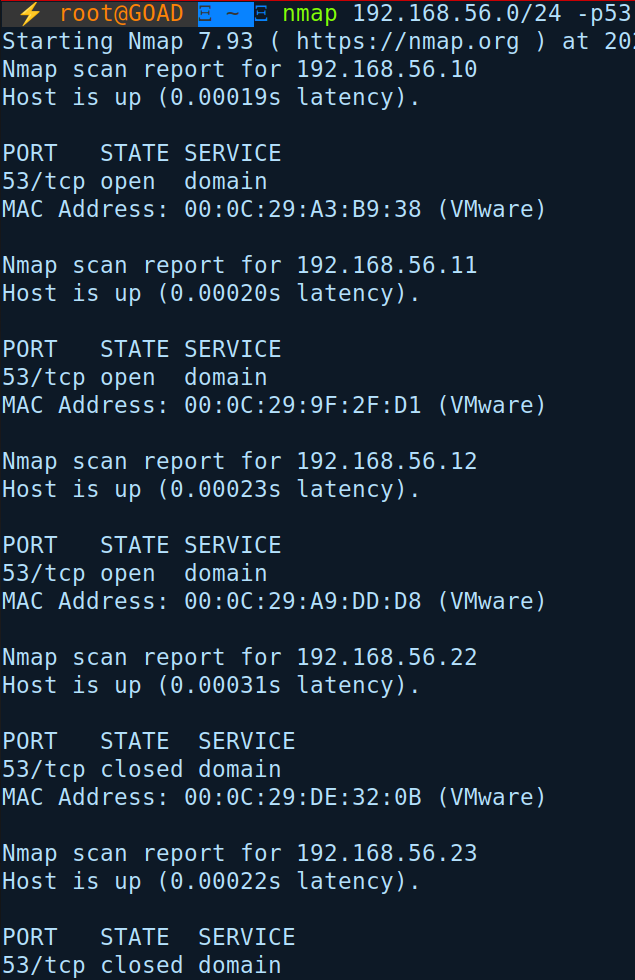 ⚡ root@GOAD Ξ ~ Ξ nmap 192.168.56.0/24 -p53
Starting Nmap 7.93 ( https://nmap.org ) at
Nmap scan report for 192.168.56.10
Host is up (0.00019s latency).
PORT   STATE SERVICE
53/tcp open  domain
MAC Address: 00:0C:29:A3:B9:38 (VMware)
Nmap scan report for 192.168.56.11
Host is up (0.00020s latency).
PORT   STATE SERVICE
53/tcp open  domain
MAC Address: 00:0C:29:9F:2F:D1 (VMware)
Nmap scan report for 192.168.56.12
Host is up (0.00023s latency).
PORT   STATE SERVICE
53/tcp open  domain
MAC Address: 00:0C:29:A9:DD:D8 (VMware)
Nmap scan report for 192.168.56.22
Host is up (0.00031s latency).
PORT   STATE  SERVICE
53/tcp closed domain
MAC Address: 00:0C:29:DE:32:0B (VMware)
Nmap scan report for 192.168.56.23
Host is up (0.00022s latency).
PORT   STATE  SERVICE
53/tcp closed domain